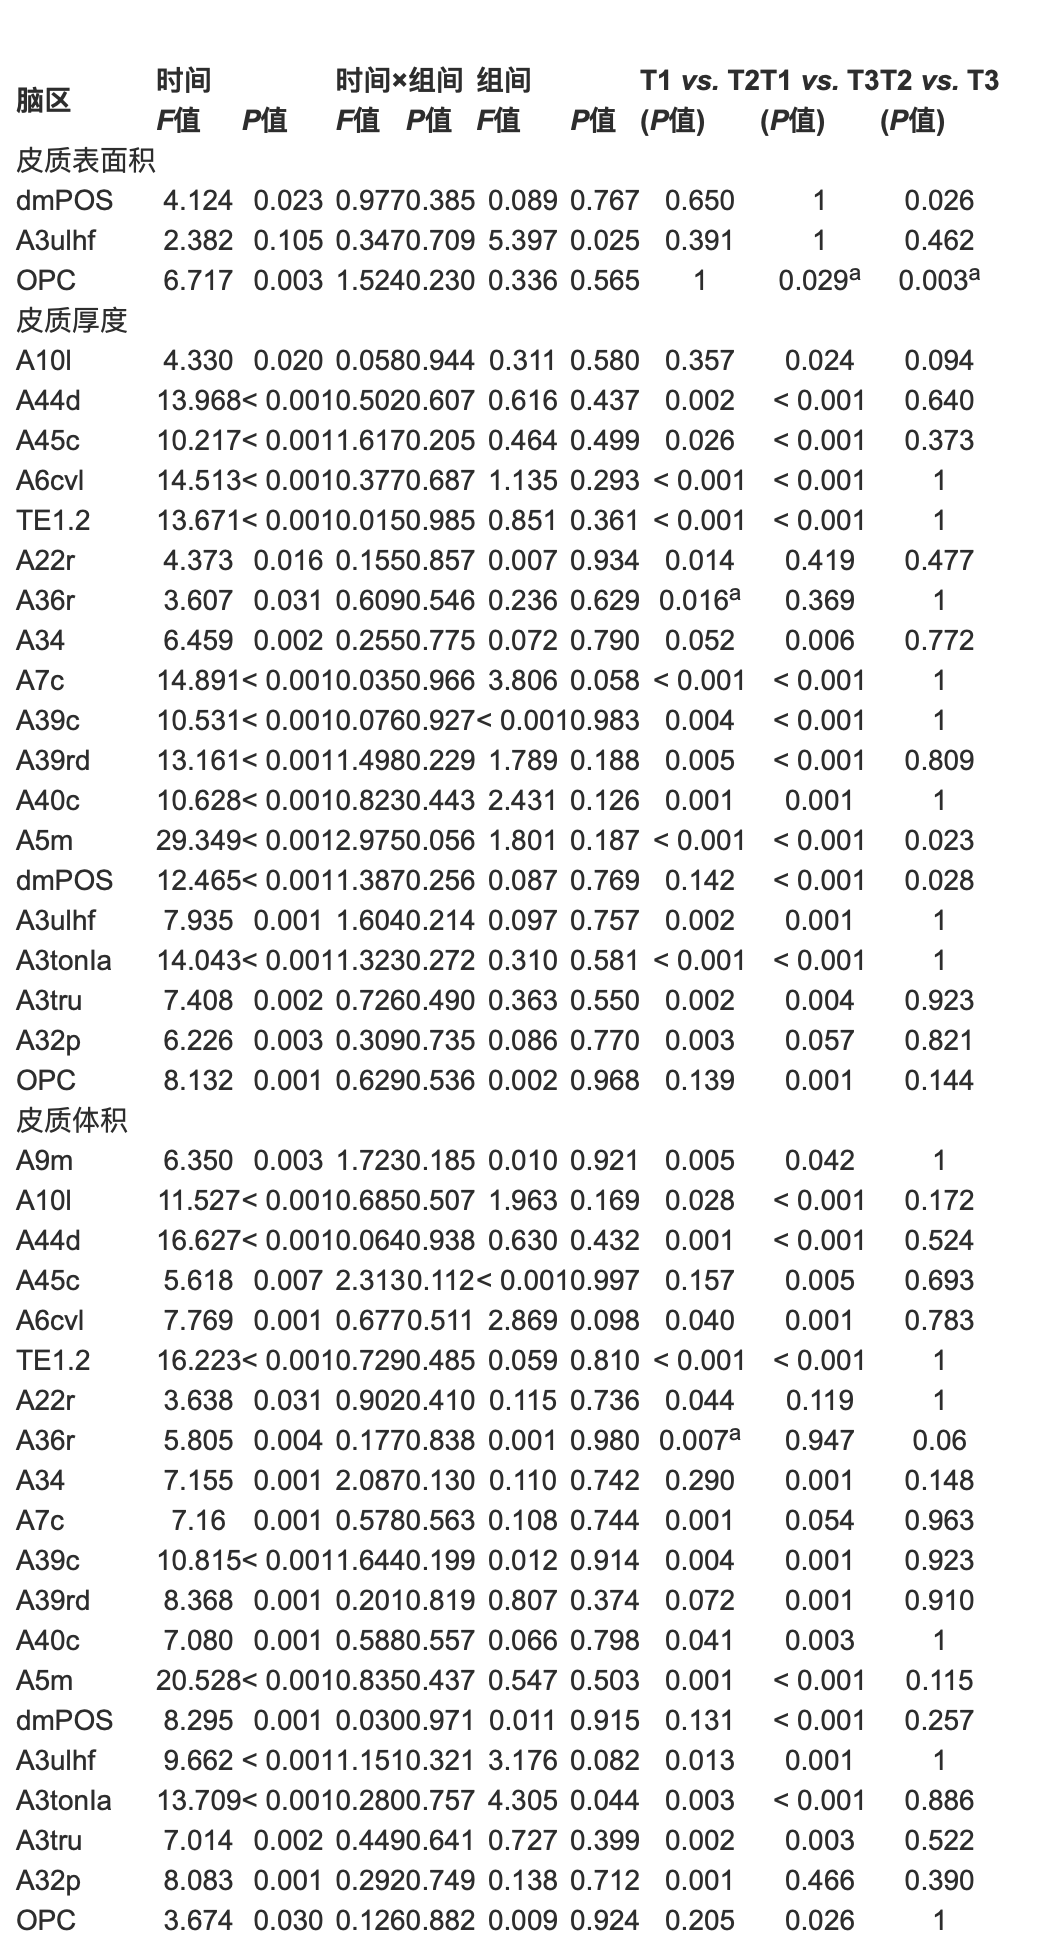 脑区 时间 时间×组间 组间 T1 vs. T2 T1 vs. T3 T2 vs. T3
F值 P值 F值 P值 F值 P值 (P值) (P值) (P值)
皮质表面积
dmPOS 4.124 0.023 0.977 0.385 0.089 0.767 0.650 1 0.026
A3ulhf 2.382 0.105 0.347 0.709 5.397 0.025 0.391 1 0.462
OPC 6.717 0.003 1.524 0.230 0.336 0.565 1 0.029a 0.003a
皮质厚度
A10l 4.330 0.020 0.058 0.944 0.311 0.580 0.357 0.024 0.094
A44d 13.968 < 0.001 0.502 0.607 0.616 0.437 0.002 < 0.001 0.640
A45c 10.217 < 0.001 1.617 0.205 0.464 0.499 0.026 < 0.001 0.373
A6cvl 14.513 < 0.001 0.377 0.687 1.135 0.293 < 0.001 < 0.001 1
TE1.2 13.671 < 0.001 0.015 0.985 0.851 0.361 < 0.001 < 0.001 1
A22r 4.373 0.016 0.155 0.857 0.007 0.934 0.014 0.419 0.477
A36r 3.607 0.031 0.609 0.546 0.236 0.629 0.016a 0.369 1
A34 6.459 0.002 0.255 0.775 0.072 0.790 0.052 0.006 0.772
A7c 14.891 < 0.001 0.035 0.966 3.806 0.058 < 0.001 < 0.001 1
A39c 10.531 < 0.001 0.076 0.927 < 0.001 0.983 0.004 < 0.001 1
A39rd 13.161 < 0.001 1.498 0.229 1.789 0.188 0.005 < 0.001 0.809
A40c 10.628 < 0.001 0.823 0.443 2.431 0.126 0.001 0.001 1
A5m 29.349 < 0.001 2.975 0.056 1.801 0.187 < 0.001 < 0.001 0.023
dmPOS 12.465 < 0.001 1.387 0.256 0.087 0.769 0.142 < 0.001 0.028
A3ulhf 7.935 0.001 1.604 0.214 0.097 0.757 0.002 0.001 1
A3tonIa 14.043 < 0.001 1.323 0.272 0.310 0.581 < 0.001 < 0.001 1
A3tru 7.408 0.002 0.726 0.490 0.363 0.550 0.002 0.004 0.923
A32p 6.226 0.003 0.309 0.735 0.086 0.770 0.003 0.057 0.821
OPC 8.132 0.001 0.629 0.536 0.002 0.968 0.139 0.001 0.144
皮质体积
A9m 6.350 0.003 1.723 0.185 0.010 0.921 0.005 0.042 1
A10l 11.527 < 0.001 0.685 0.507 1.963 0.169 0.028 < 0.001 0.172
A44d 16.627 < 0.001 0.064 0.938 0.630 0.432 0.001 < 0.001 0.524
A45c 5.618 0.007 2.313 0.112 < 0.001 0.997 0.157 0.005 0.693
A6cvl 7.769 0.001 0.677 0.511 2.869 0.098 0.040 0.001 0.783
TE1.2 16.223 < 0.001 0.729 0.485 0.059 0.810 < 0.001 < 0.001 1
A22r 3.638 0.031 0.902 0.410 0.115 0.736 0.044 0.119 1
A36r 5.805 0.004 0.177 0.838 0.001 0.980 0.007a 0.947 0.06
A34 7.155 0.001 2.087 0.130 0.110 0.742 0.290 0.001 0.148
A7c 7.16 0.001 0.578 0.563 0.108 0.744 0.001 0.054 0.963
A39c 10.815 < 0.001 1.644 0.199 0.012 0.914 0.004 0.001 0.923
A39rd 8.368 0.001 0.201 0.819 0.807 0.374 0.072 0.001 0.910
A40c 7.080 0.001 0.588 0.557 0.066 0.798 0.041 0.003 1
A5m 20.528 < 0.001 0.835 0.437 0.547 0.503 0.001 < 0.001 0.115
dmPOS 8.295 0.001 0.030 0.971 0.011 0.915 0.131 < 0.001 0.257
A3ulhf 9.662 < 0.001 1.151 0.321 3.176 0.082 0.013 0.001 1
A3tonIa 13.709 < 0.001 0.280 0.757 4.305 0.044 0.003 < 0.001 0.886
A3tru 7.014 0.002 0.449 0.641 0.727 0.399 0.002 0.003 0.522
A32p 8.083 0.001 0.292 0.749 0.138 0.712 0.001 0.466 0.390
OPC 3.674 0.030 0.126 0.882 0.009 0.924 0.205 0.026 1